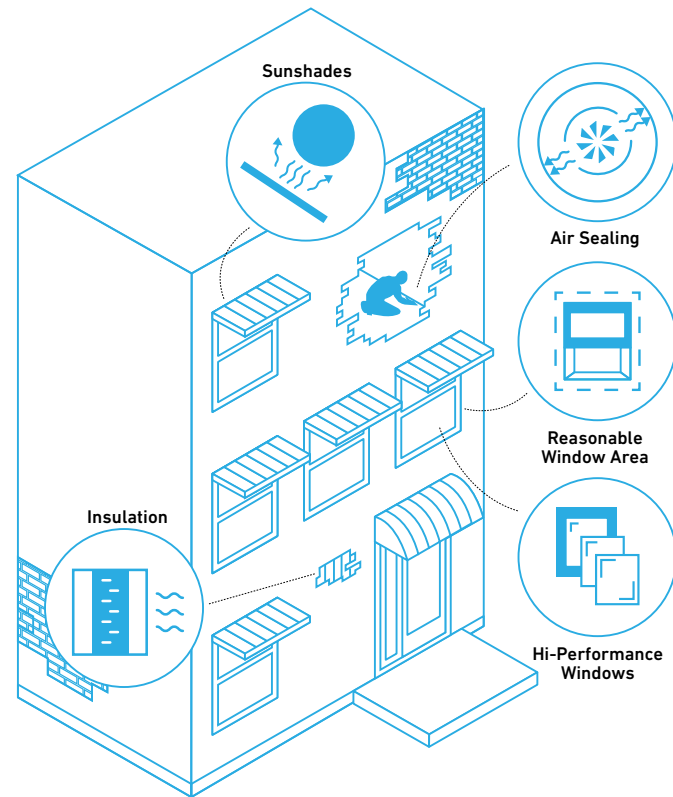 Sunshades
Air Sealing
Reasonable
Window Area
Insulation
Hi-Performance
Windows